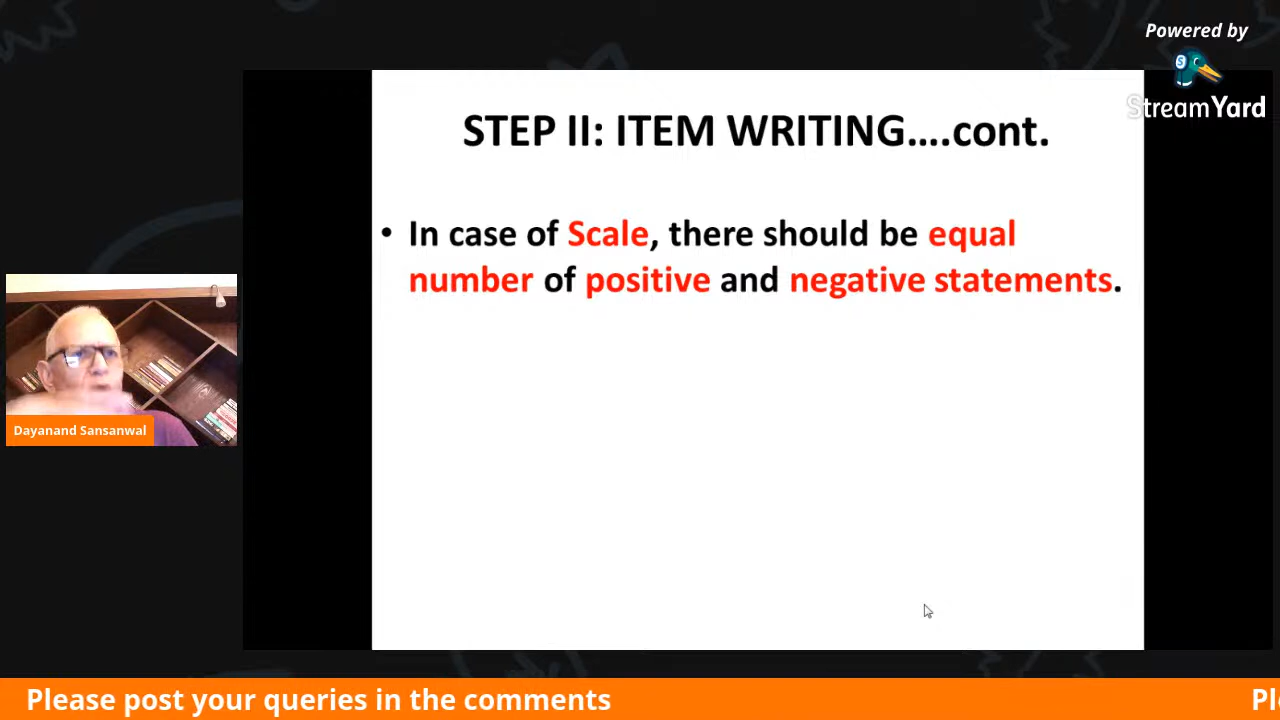 Powered by
StreamYard
STEP II: ITEM WRITING....cont.
• In case of Scale, there should be equal
number of positive and negative statements.
Dayanand Sansanwal
Please post your queries in the comments
Pl